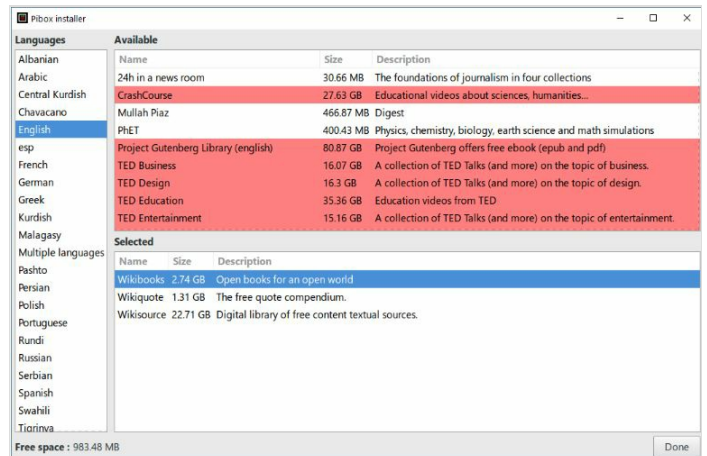 Pibox installer
Languages
Albanian
Arabic
Central Kurdish
Chavacano
English
esp
French
German
Greek
Kurdish
Malagasy
Multiple languages
Pashto
Persian
Polish
Portuguese
Rundi
Russian
Serbian
Spanish
Swahili
Tigrinya
Available
Name Size Description
24h in a news room 30.66 MB The foundations of journalism in four collections
CrashCourse 27.63 GB Educational videos about sciences, humanities...
Mullah Piaz 466.87 MB Digest
PhET 400.43 MB Physics, chemistry, biology, earth science and math simulations
Project Gutenberg Library (english) 80.87 GB Project Gutenberg offers free ebook (epub and pdf)
TED Business 16.07 GB A collection of TED Talks (and more) on the topic of business.
TED Design 16.3 GB A collection of TED Talks (and more) on the topic of design.
TED Education 35.36 GB Education videos from TED
TED Entertainment 15.16 GB A collection of TED Talks (and more) on the topic of entertainment.
Selected
Name Size Description
Wikibooks 2.74 GB Open books for an open world
Wikiquote 1.31 GB The free quote compendium.
Wikisource 22.71 GB Digital library of free content textual sources.
Free space : 983.48 MB
Done